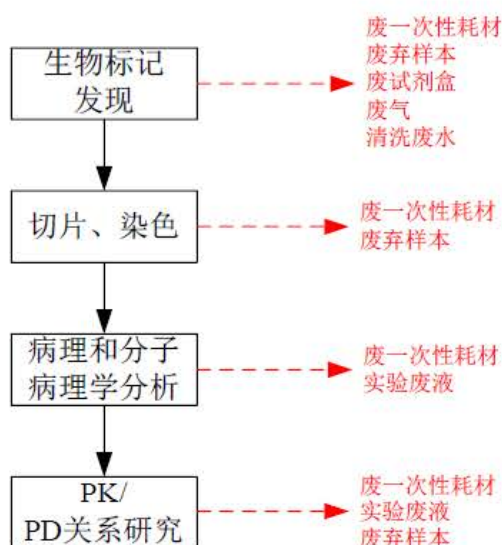 生物标记
发现
废一次性耗材
废弃样本
废试剂盒
废气
清洗废水
切片、染色
废一次性耗材
废弃样本
病理和分子
病理学分析
废一次性耗材
实验废液
PK/
PD关系研究
废一次性耗材
实验废液
废弃样本